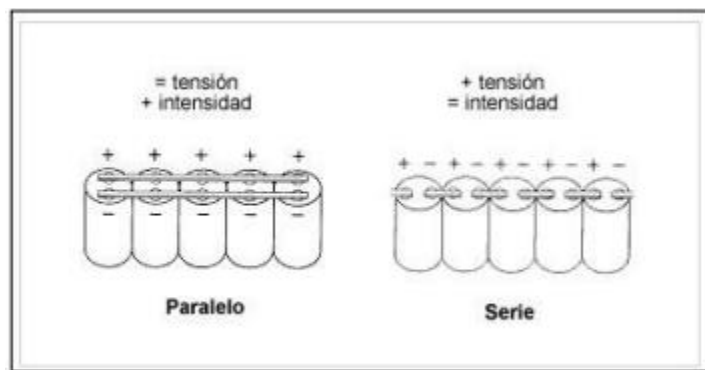 = tensión
+ intensidad
+ + + + +
- - - - -
Paralelo
+ tensión
= intensidad
+ - + - + - + - + -
Serie